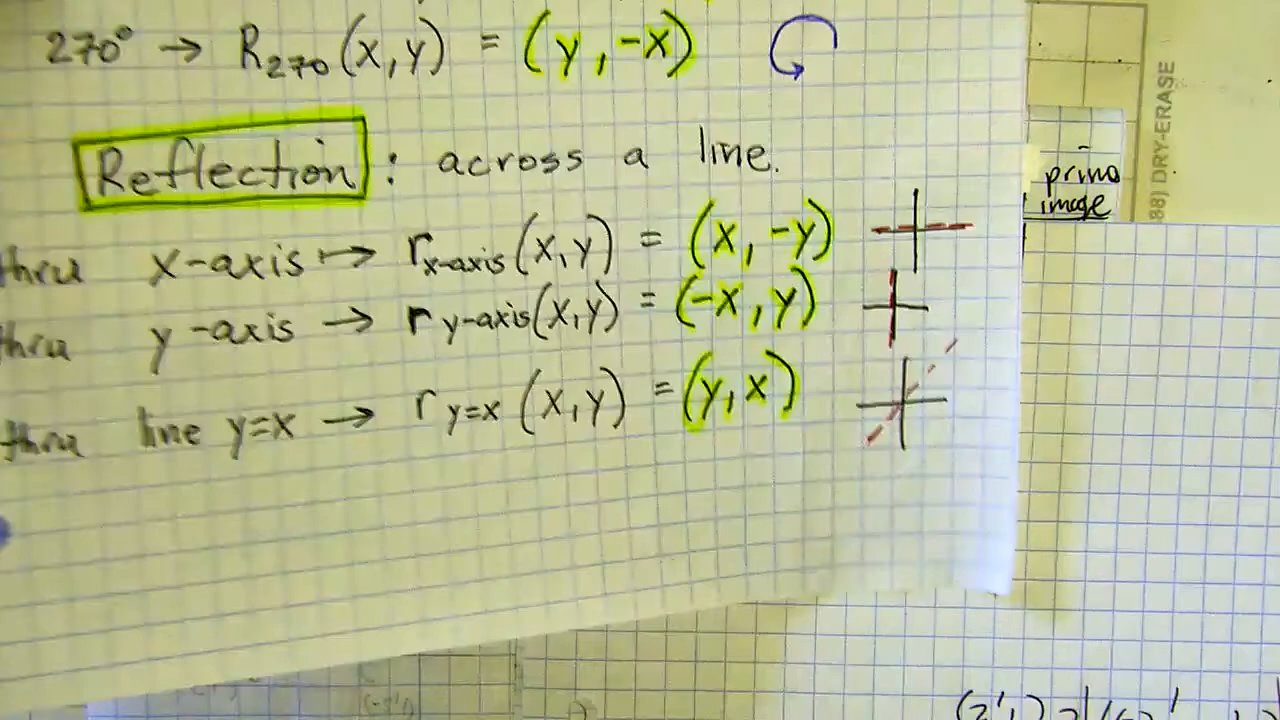 270° → R270(x,y) = (y,-x)
Reflection: across a line.
thru x-axis ↦ rx-axis(x,y) = (x,-y)
thru y-axis → ry-axis(x,y) = (-x,y)
thru line y=x → ry=x(x,y) = (y,x)
prime
image
88) DRY-ERASE